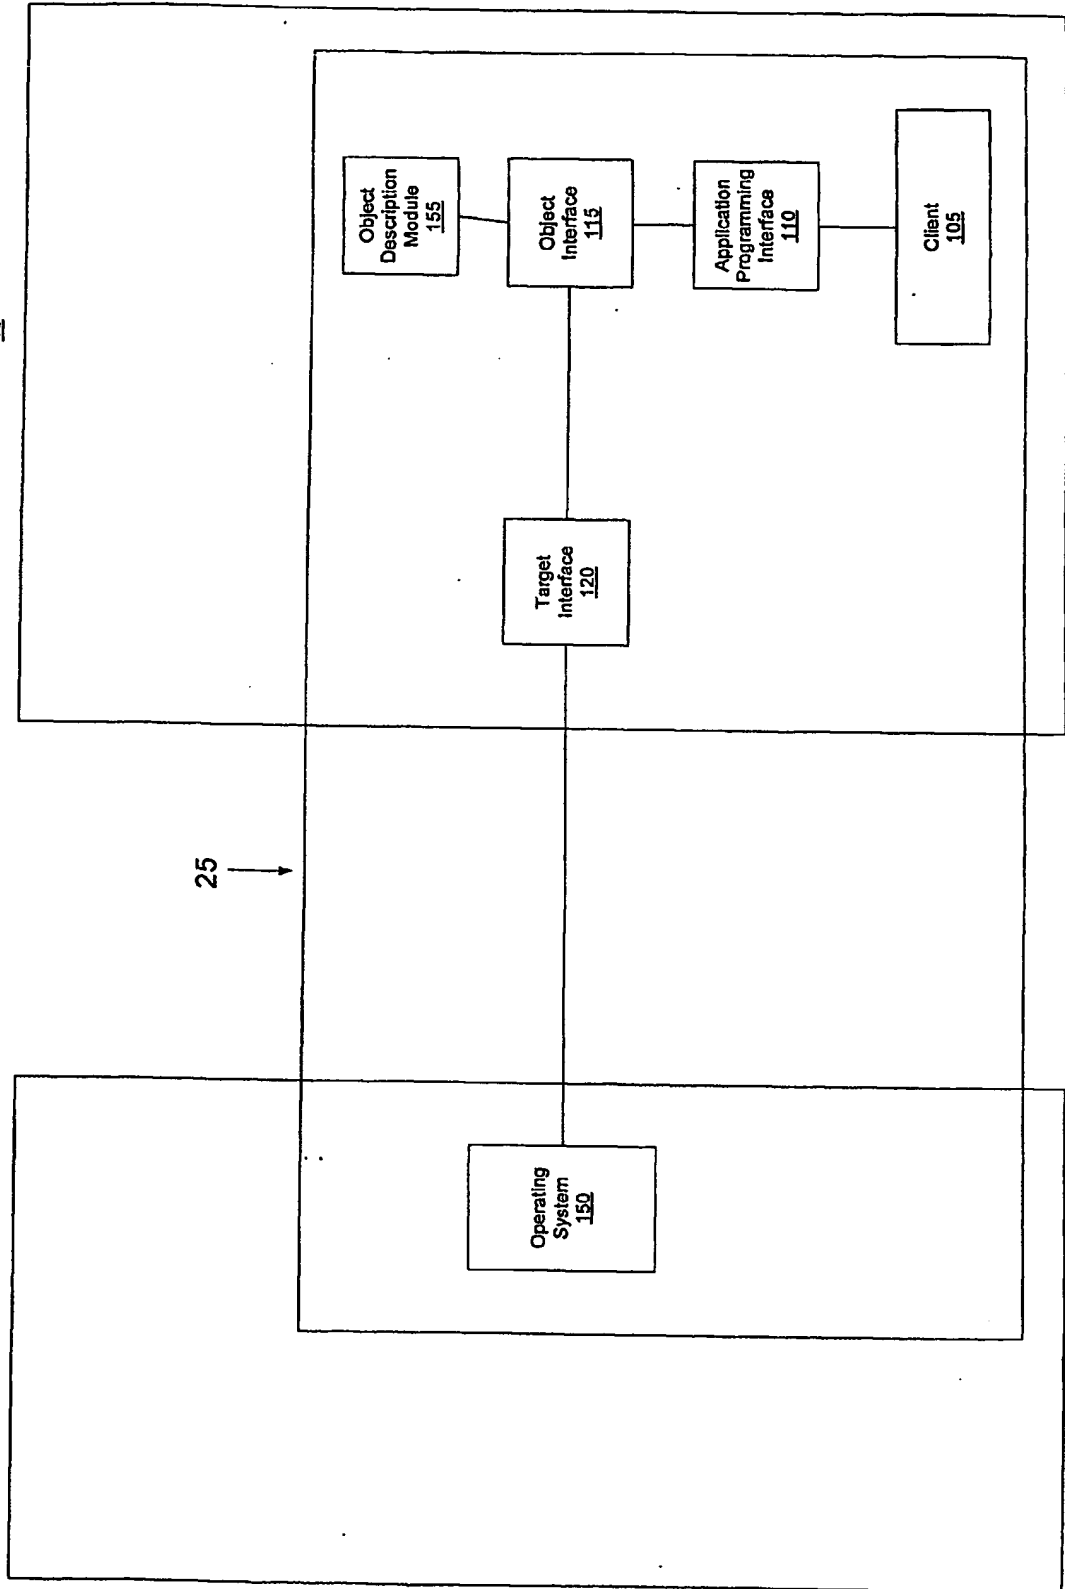 25
Object
Description
Module
155
Object
Interface
115
Application
Programming
Interface
110
Client
105
Target
Interface
120
Operating
System
150